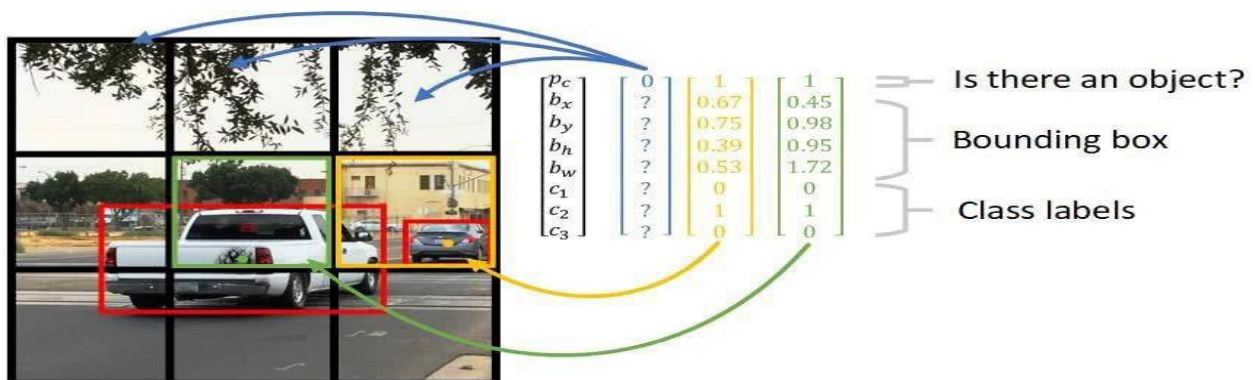 p_c 0 1 1 Is there an object?
b_x ? 0.67 0.45
b_y ? 0.75 0.98 Bounding box
b_h ? 0.39 0.95
b_w ? 0.53 1.72
c_1 ? 0 0
c_2 ? 1 1 Class labels
c_3 ? 0 0